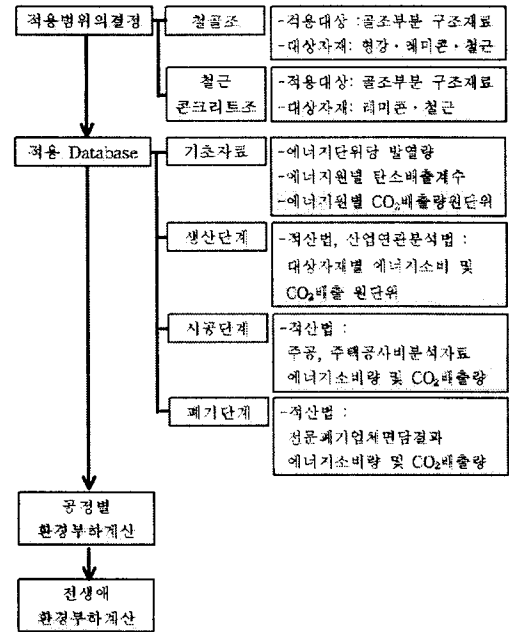 적용범위의결정
철골조
-적용대상 :골조부분 구조재료
-대상자재: 형강·레미콘·철근
철근
콘크리트조
-적용대상: 골조부분 구조재료
-대상자재: 레미콘·철근
적용 Database
기초자료
-에너지단위당 발열량
-에너지원별 탄소배출계수
-에너지원별 CO₂배출량원단위
생산단계
-적산법, 산업연관분석법 :
대상자재별 에너지소비 및
CO₂배출 원단위
시공단계
-적산법 :
주공, 주택공사비분석자료
에너지소비량 및 CO₂배출량
폐기단계
-적산법 :
전문폐기업체면담결과
에너지소비량 및 CO₂배출량
공정별
환경부하계산
전생애
환경부하계산